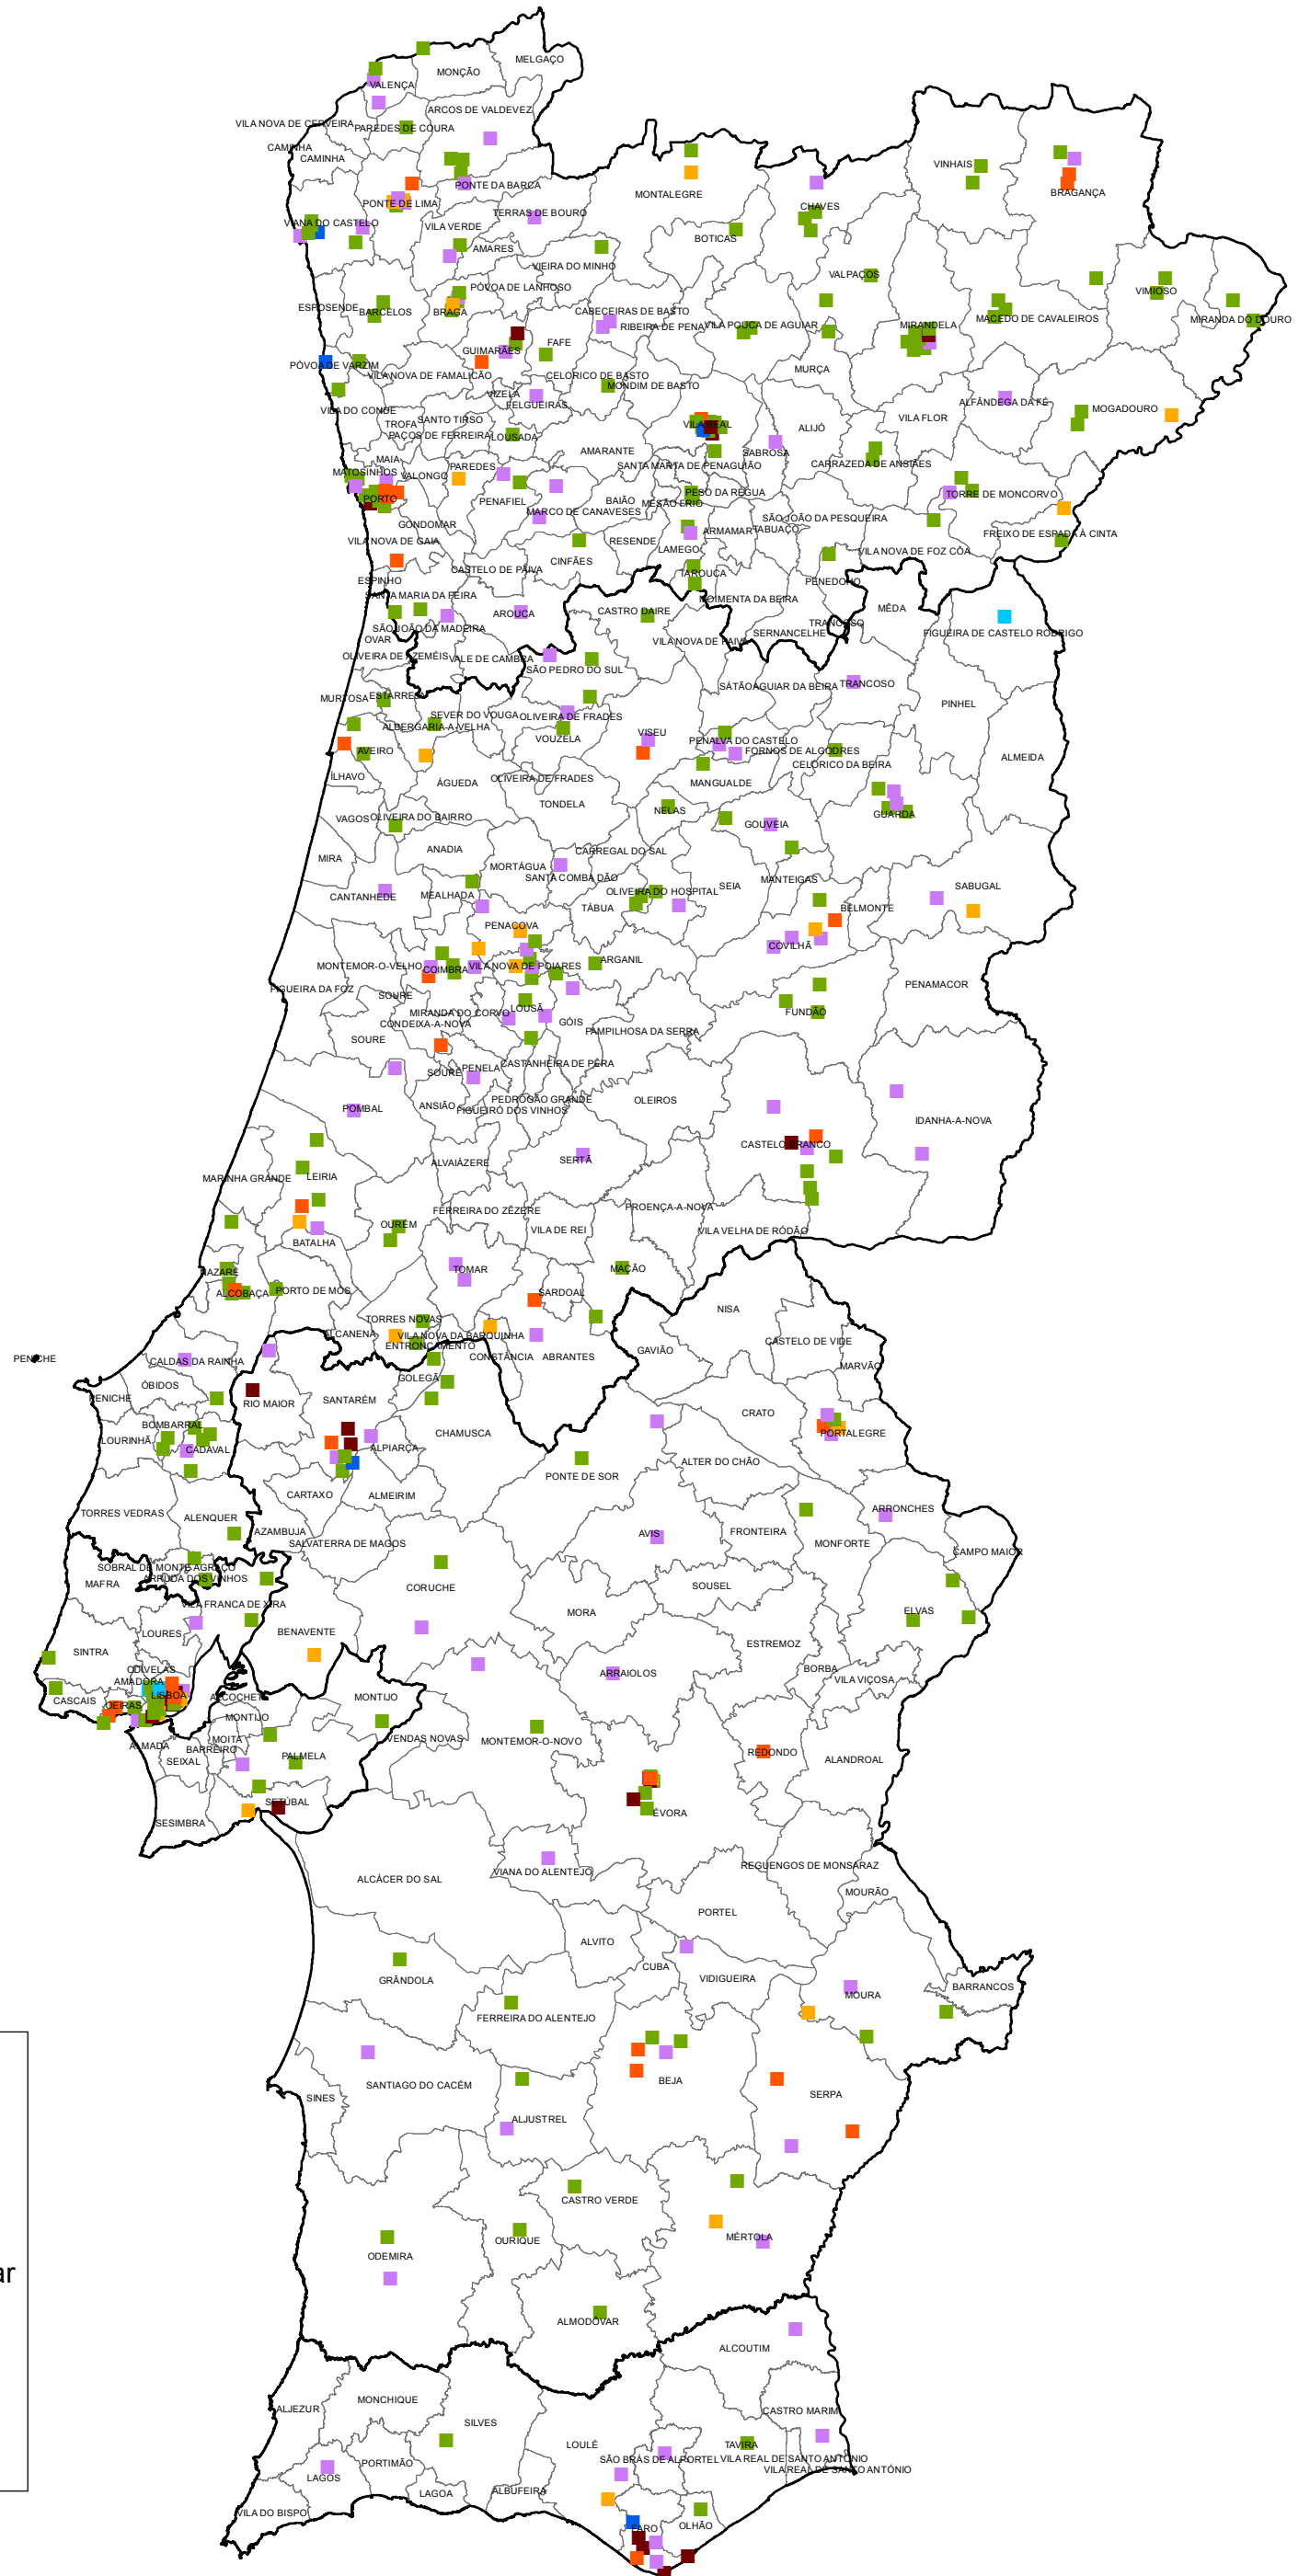 MELGAÇO
MONÇÃO
VALENÇA
ARCOS DE VALDEVEZ
VILA NOVA DE CERVEIRA
PAREDES DE COURA
CAMINHA
CAMINHA
VINHAIS
BRAGANÇA
PONTE DA BARCA
MONTALEGRE
PONTE DE LIMA
CHAVES
TERRAS DE BOURO
VIANA DO CASTELO
VILA VERDE
BOTICAS
AMARES
VIEIRA DO MINHO
VALPAÇOS
PÓVOA DE LANHOSO
VIMIOSO
ESPOSENDE
BARCELOS
BRAGA
CABECEIRAS DE BASTO
MACEDO DE CAVALEIROS
MIRANDA DO DOURO
RIBEIRA DE PENA
VILA POUCA DE AGUIAR
MIRANDELA
FAFE
GUIMARÃES
PÓVOA DE VARZIM
MURÇA
VILA NOVA DE FAMALICÃO
CELORICO DE BASTO
MONDIM DE BASTO
VIZELA
ALFÂNDEGA DA FÉ
FELGUEIRAS
VILA DO CONDE
MOGADOURO
SANTO TIRSO
VILA FLOR
TROFA
VILA REAL
ALIJÓ
PAÇOS DE FERREIRA
LOUSADA
SABROSA
AMARANTE
MAIA
CARRAZEDA DE ANSIÃES
SANTA MARTA DE PENAGUIÃO
PAREDES
MATOSINHOS
VALONGO
PESO DA RÉGUA
TORRE DE MONCORVO
PORTO
PENAFIEL
BAIÃO
MESÃO FRIO
MARCO DE CANAVESES
SÃO JOÃO DA PESQUEIRA
GONDOMAR
ARMAMAR
TABUAÇO
FREIXO DE ESPADA À CINTA
VILA NOVA DE GAIA
RESENDE
LAMEGO
VILA NOVA DE FOZ CÔA
CINFÃES
CASTELO DE PAIVA
TAROUCA
ESPINHO
PENEDONO
SANTA MARIA DA FEIRA
MOIMENTA DA BEIRA
MÊDA
AROUCA
CASTRO DAIRE
TRANCOSO
SÃO JOÃO DA MADEIRA
SERNANCELHE
FIGUEIRA DE CASTELO RODRIGO
OVAR
VILA NOVA DE PAIVA
OLIVEIRA DE AZEMÉIS
VALE DE CAMBRA
SÃO PEDRO DO SUL
SÁTÃO
AGUIAR DA BEIRA
TRANCOSO
MURTOSA
ESTARREJA
PINHEL
SEVER DO VOUGA
OLIVEIRA DE FRADES
ALBERGARIA-A-VELHA
VISEU
VOUZELA
PENALVA DO CASTELO
AVEIRO
FORNOS DE ALGODRES
ALMEIDA
CELORICO DA BEIRA
ÍLHAVO
OLIVEIRA DE FRADES
ÁGUEDA
MANGUALDE
TONDELA
NELAS
GUARDA
VAGOS
OLIVEIRA DO BAIRRO
GOUVEIA
ANADIA
CARREGAL DO SAL
MIRA
MORTÁGUA
SANTA COMBA DÃO
MANTEIGAS
SEIA
SABUGAL
CANTANHEDE
MEALHADA
OLIVEIRA DO HOSPITAL
TÁBUA
BELMONTE
PENACOVA
COVILHÃ
ARGANIL
MONTEMOR-O-VELHO
COIMBRA
VILA NOVA DE POIARES
PENAMACOR
FIGUEIRA DA FOZ
SOURE
LOUSÃ
MIRANDA DO CORVO
FUNDÃO
CONDEIXA-A-NOVA
GÓIS
PAMPILHOSA DA SERRA
SOURE
CASTANHEIRA DE PÊRA
SOURE
PENELA
PEDRÓGÃO GRANDE
OLEIROS
POMBAL
ANSIÃO
FIGUEIRÓ DOS VINHOS
IDANHA-A-NOVA
CASTELO BRANCO
SERTÃ
ALVAIÁZERE
MARINHA GRANDE
LEIRIA
PROENÇA-A-NOVA
FERREIRA DO ZÊZERE
OURÉM
VILA DE REI
VILA VELHA DE RÓDÃO
BATALHA
TOMAR
MAÇÃO
NAZARÉ
SARDOAL
ALCOBAÇA
PORTO DE MÓS
NISA
TORRES NOVAS
ALCANENA
VILA NOVA DA BARQUINHA
CASTELO DE VIDE
ENTRONCAMENTO
GAVIÃO
PENICHE
CALDAS DA RAINHA
CONSTÂNCIA
ABRANTES
MARVÃO
GOLEGÃ
ÓBIDOS
PENICHE
RIO MAIOR
SANTARÉM
CRATO
BOMBARRAL
CHAMUSCA
PORTALEGRE
LOURINHÃ
CADAVAL
ALPIARÇA
ALTER DO CHÃO
PONTE DE SOR
CARTAXO
ALMEIRIM
ARRONCHES
TORRES VEDRAS
ALENQUER
AZAMBUJA
AVIS
FRONTEIRA
SALVATERRA DE MAGOS
MONFORTE
CAMPO MAIOR
SOBRAL DE MONTE AGRAÇO
ARRUDA DOS VINHOS
MAFRA
CORUCHE
SOUSEL
VILA FRANCA DE XIRA
MORA
ELVAS
LOURES
BENAVENTE
ESTREMOZ
SINTRA
BORBA
ODIVELAS
ARRAIOLOS
VILA VIÇOSA
AMADORA
LISBOA
ALCOCHETE
MONTIJO
CASCAIS
OEIRAS
MONTIJO
VENDAS NOVAS
MONTEMOR-O-NOVO
MOITA
ALMADA
BARREIRO
REDONDO
PALMELA
ALANDROAL
SEIXAL
SETÚBAL
ÉVORA
SESIMBRA
REGUENGOS DE MONSARAZ
VIANA DO ALENTEJO
ALCÁCER DO SAL
MOURÃO
PORTEL
ALVITO
CUBA
VIDIGUEIRA
GRÂNDOLA
BARRANCOS
MOURA
FERREIRA DO ALENTEJO
BEJA
SANTIAGO DO CACÉM
SERPA
SINES
ALJUSTREL
CASTRO VERDE
MÉRTOLA
OURIQUE
ODEMIRA
ar
ALMODÔVAR
ALCOUTIM
MONCHIQUE
ALJEZUR
CASTRO MARIM
SILVES
LOULÉ
TAVIRA
SÃO BRÁS DE ALPORTEL
VILA REAL DE SANTO ANTÓNIO
PORTIMÃO
VILA REAL DE SANTO ANTÓNIO
LAGOS
LAGOA
ALBUFEIRA
VILA DO BISPO
OLHÃO
FARO